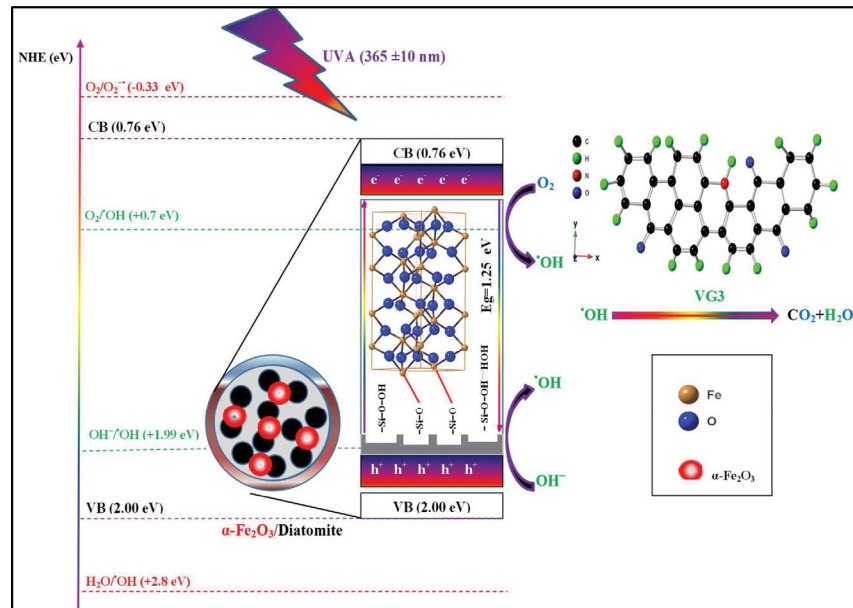 NHE (eV)
UVA (365 ±10 nm)
O₂/O₂⁻• (-0.33 eV)
CB (0.76 eV)
CB (0.76 eV)
e⁻ e⁻ e⁻ e⁻ e⁻
O₂
•OH
O₂/•OH (+0.7 eV)
Eg=1.25 eV
C
H
N
O
y
z
x
VG3
•OH
CO₂+H₂O
-Si-O-OH
-Si-O
-Si-O
- Si-O-OH
HOH
•OH
OH⁻
OH⁻/•OH (+1.99 eV)
h⁺ h⁺ h⁺ h⁺ h⁺
VB (2.00 eV)
VB (2.00 eV)
α-Fe₂O₃/Diatomite
H₂O/•OH (+2.8 eV)
Fe
O
α-Fe₂O₃